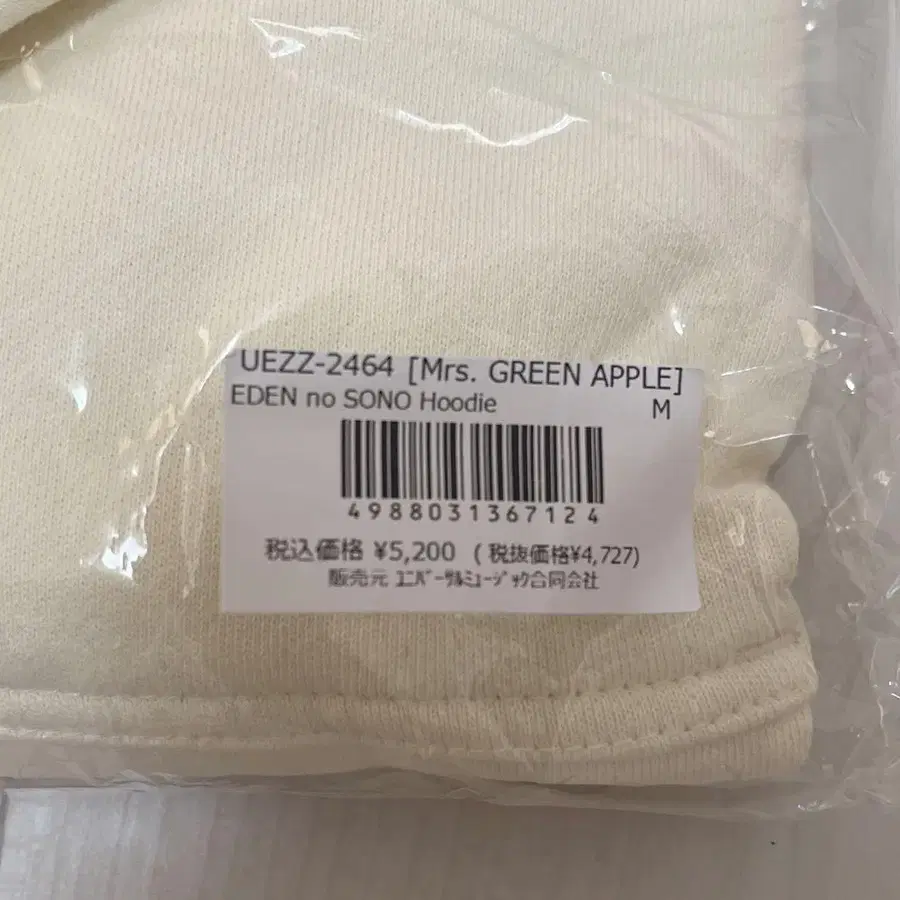 UEZZ-2464 [Mrs. GREEN APPLE]
EDEN no SONO Hoodie M
4988031367124
税込価格 ¥5,200 (税抜価格¥4,727)
販売元 ﾕﾆﾊﾞｰｻﾙﾐｭｰｼﾞｯｸ合同会社